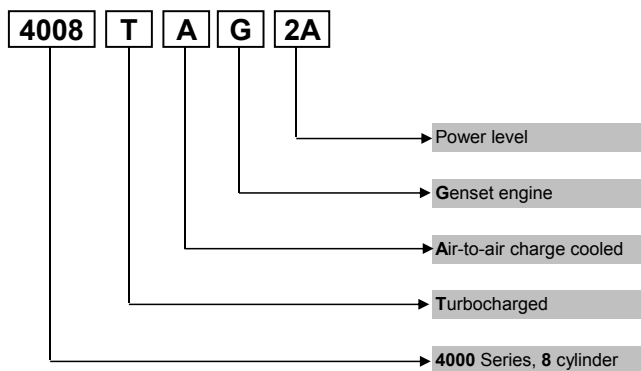 4008 T A G 2A
Power level
Genset engine
Air-to-air charge cooled
Turbocharged
4000 Series, 8 cylinder